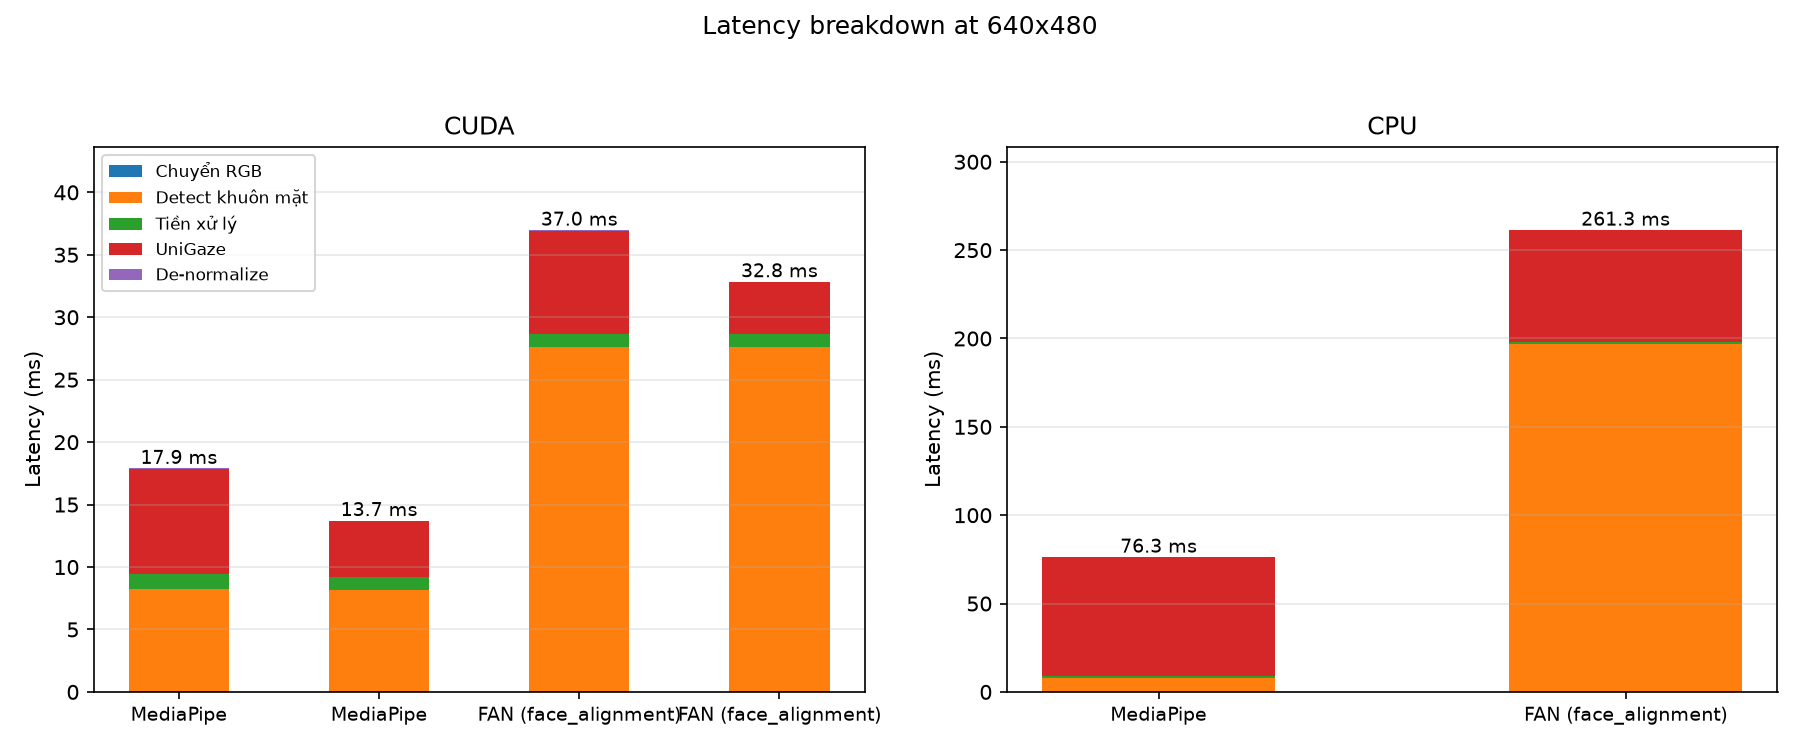 Latency breakdown at 640x480
CUDA
Latency (ms)
40
35
30
25
20
15
10
5
0
Chuyển RGB
Detect khuôn mặt
Tiền xử lý
UniGaze
De-normalize
17.9 ms
13.7 ms
37.0 ms
32.8 ms
MediaPipe
MediaPipe
FAN (face_alignment)
FAN (face_alignment)
CPU
Latency (ms)
300
250
200
150
100
50
0
76.3 ms
261.3 ms
MediaPipe
FAN (face_alignment)